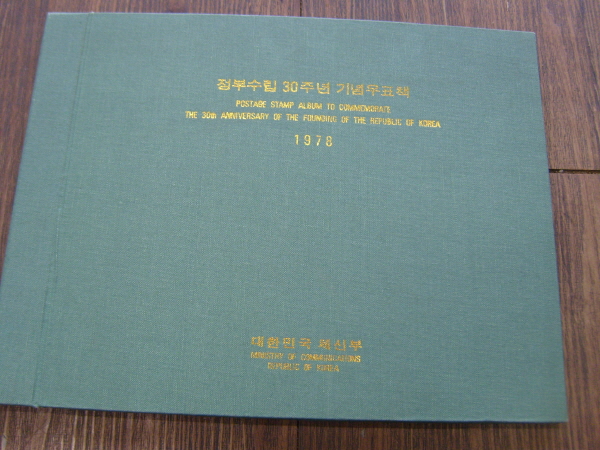 정부수립 30주년 기념우표책
POSTAGE STAMP ALBUM TO COMMEMORATE
THE 30th ANNIVERSARY OF THE FOUNDING OF THE REPUBLIC OF KOREA
1978
대한민국 체신부
MINISTRY OF COMMUNICATIONS
REPUBLIC OF KOREA